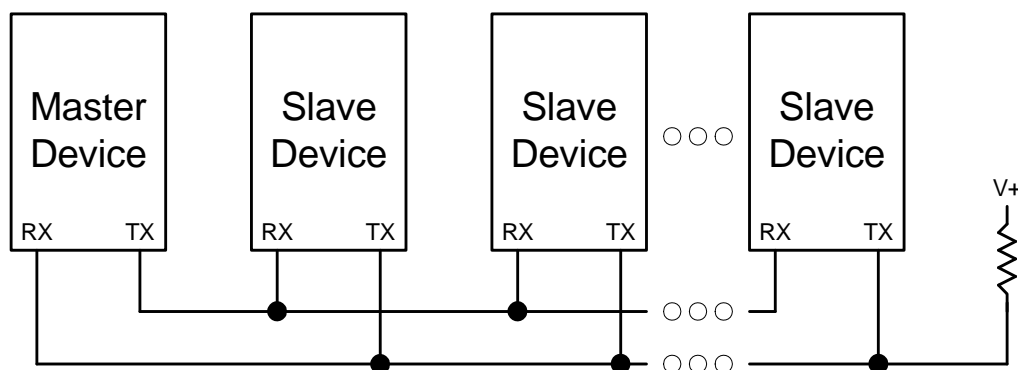 Master
Device
Slave
Device
Slave
Device
Slave
Device
RX TX
RX TX
RX TX
RX TX
V+